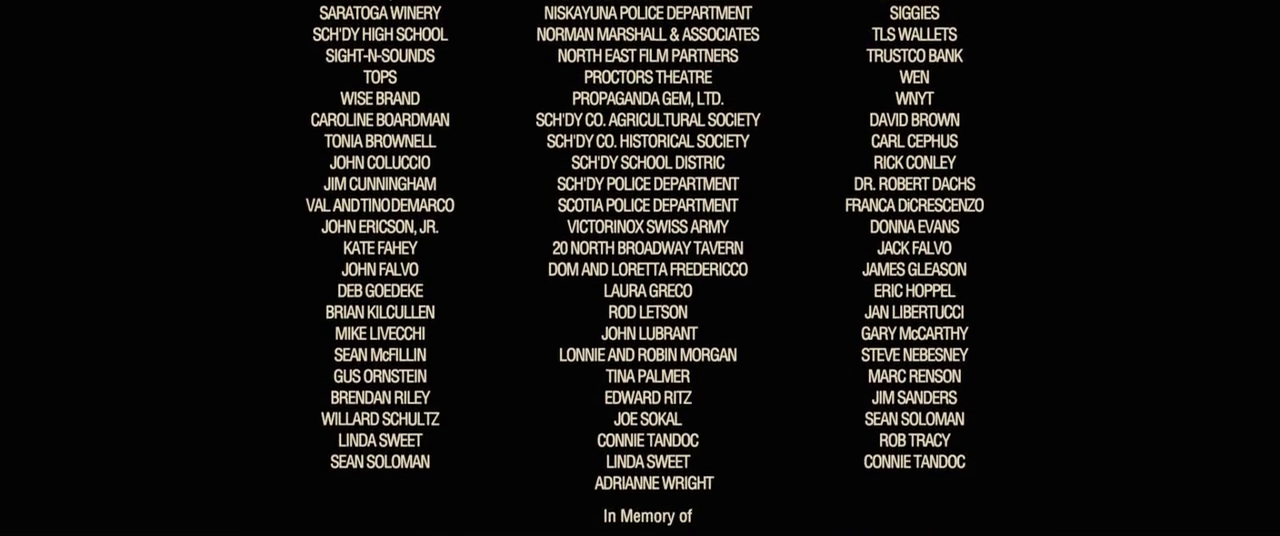 SARATOGA WINERY
SCH'DY HIGH SCHOOL
SIGHT-N-SOUNDS
TOPS
WISE BRAND
CAROLINE BOARDMAN
TONIA BROWNELL
JOHN COLUCCIO
JIM CUNNINGHAM
VAL AND TINO DEMARCO
JOHN ERICSON, JR.
KATE FAHEY
JOHN FALVO
DEB GOEDEKE
BRIAN KILCULLEN
MIKE LIVECCHI
SEAN McFILLIN
GUS ORNSTEIN
BRENDAN RILEY
WILLARD SCHULTZ
LINDA SWEET
SEAN SOLOMAN
NISKAYUNA POLICE DEPARTMENT
NORMAN MARSHALL & ASSOCIATES
NORTH EAST FILM PARTNERS
PROCTORS THEATRE
PROPAGANDA GEM, LTD.
SCH'DY CO. AGRICULTURAL SOCIETY
SCH'DY CO. HISTORICAL SOCIETY
SCH'DY SCHOOL DISTRIC
SCH'DY POLICE DEPARTMENT
SCOTIA POLICE DEPARTMENT
VICTORINOX SWISS ARMY
20 NORTH BROADWAY TAVERN
DOM AND LORETTA FREDERICCO
LAURA GRECO
ROD LETSON
JOHN LUBRANT
LONNIE AND ROBIN MORGAN
TINA PALMER
EDWARD RITZ
JOE SOKAL
CONNIE TANDOC
LINDA SWEET
ADRIANNE WRIGHT
SIGGIES
TLS WALLETS
TRUSTCO BANK
WEN
WNYT
DAVID BROWN
CARL CEPHUS
RICK CONLEY
DR. ROBERT DACHS
FRANCA DiCRESCENZO
DONNA EVANS
JACK FALVO
JAMES GLEASON
ERIC HOPPEL
JAN LIBERTUCCI
GARY McCARTHY
STEVE NEBESNEY
MARC RENSON
JIM SANDERS
SEAN SOLOMAN
ROB TRACY
CONNIE TANDOC
In Memory of